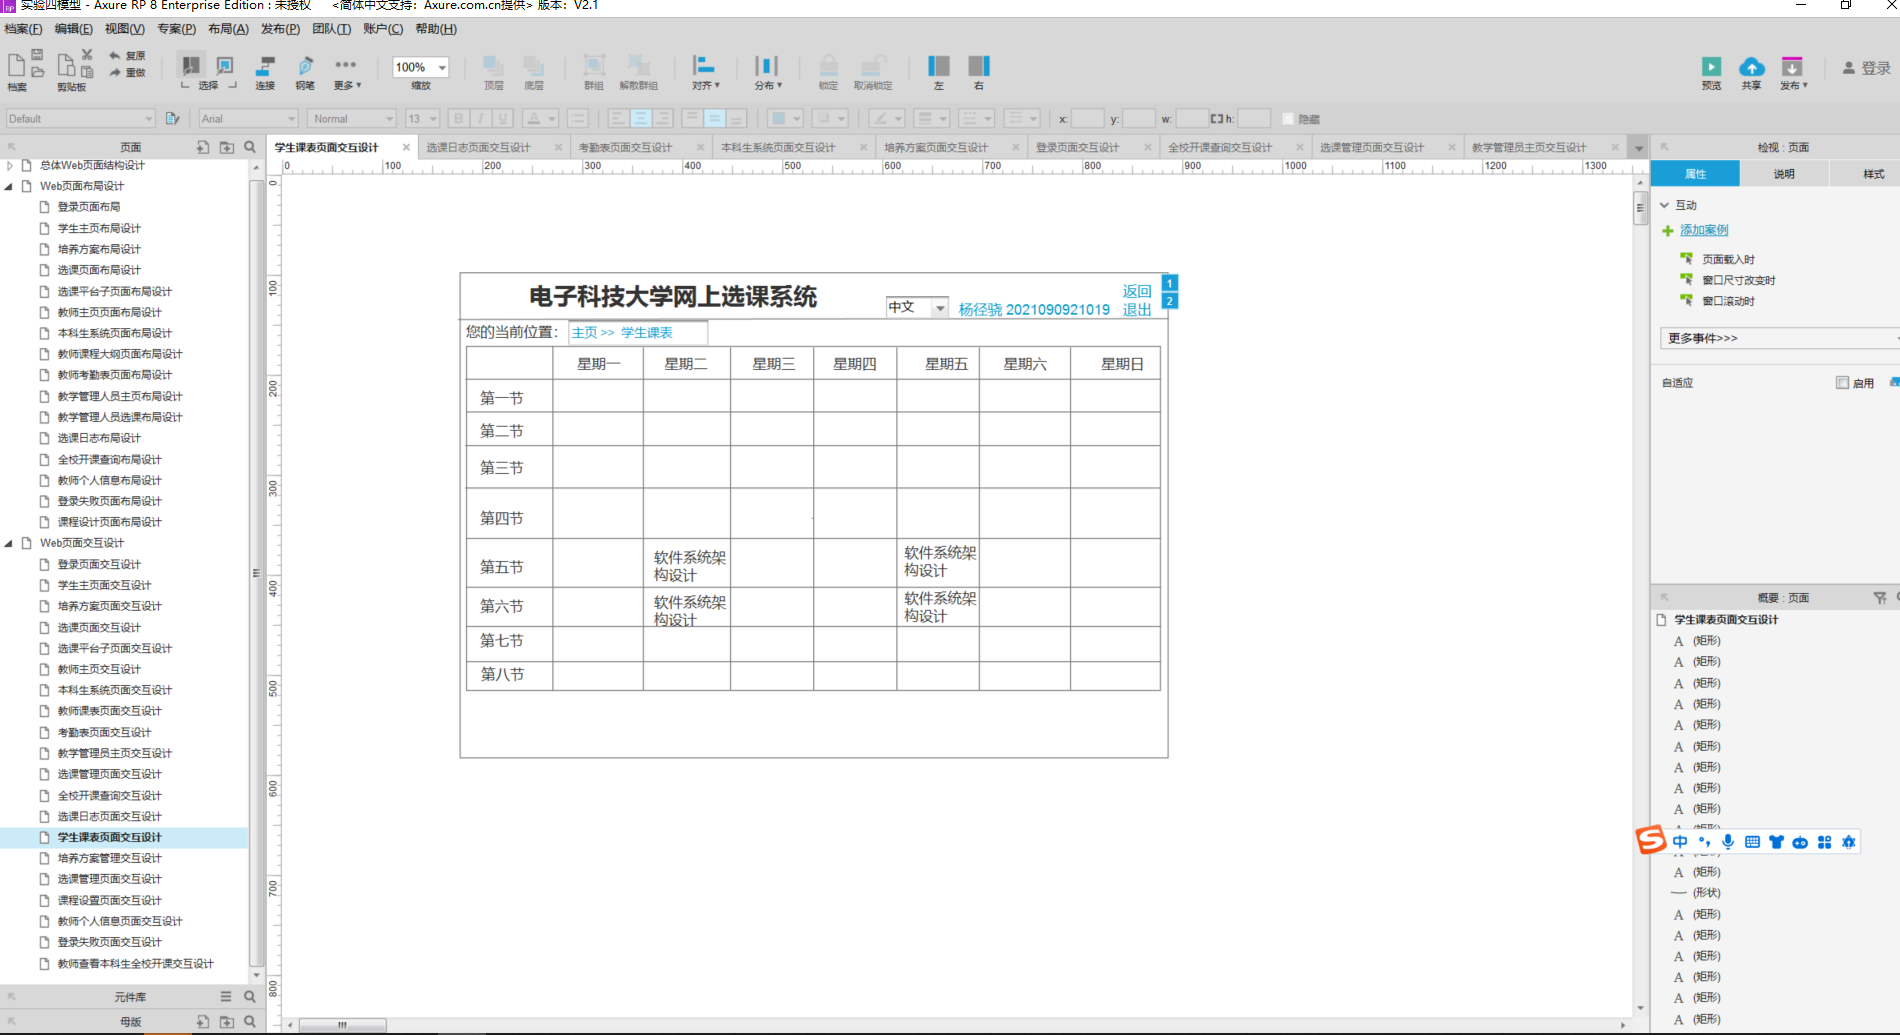 实验四模型 - Axure RP 8 Enterprise Edition : 未授权 <简体中文支持：Axure.com.cn提供> 版本：V2.1
档案(F) 编辑(E) 视图(V) 专案(P) 布局(A) 发布(P) 团队(T) 账户(C) 帮助(H)
复原
重做
档案 剪贴板 选择 连接 钢笔 更多 100% 缩放 顶层 底层 群组 解散群组 对齐 分布 锁定 取消锁定 左 右 预览 共享 发布 登录
Default Arial Normal 13 B I U x: y: w: h: 隐藏
页面
总体Web页面结构设计
Web页面布局设计
登录页面布局
学生主页布局设计
培养方案布局设计
选课页面布局设计
选课平台子页面布局设计
教师主页页面布局设计
本科生系统页面布局设计
教师课程大纲页面布局设计
教师考勤表页面布局设计
教学管理人员主页布局设计
教学管理人员选课布局设计
选课日志布局设计
全校开课查询布局设计
教师个人信息布局设计
登录失败页面布局设计
课程设计页面布局设计
Web页面交互设计
登录页面交互设计
学生主页面交互设计
培养方案页面交互设计
选课页面交互设计
选课平台子页面交互设计
教师主页交互设计
本科生系统页面交互设计
教师课表页面交互设计
考勤表页面交互设计
教学管理员主页交互设计
选课管理页面交互设计
全校开课查询交互设计
选课日志页面交互设计
学生课表页面交互设计
培养方案管理交互设计
选课管理页面交互设计
课程设置页面交互设计
教师个人信息页面交互设计
登录失败页面交互设计
教师查看本科生全校开课交互设计
元件库
母版
学生课表页面交互设计 选课日志页面交互设计 考勤表页面交互设计 本科生系统页面交互设计 培养方案页面交互设计 登录页面交互设计 全校开课查询交互设计 选课管理页面交互设计 教学管理员主页交互设计
0 100 200 300 400 500 600 700 800 900 1000 1100 1200 1300
0
100
200
300
400
500
600
700
800
电子科技大学网上选课系统
中文
杨径骁 2021090921019
返回
退出
1
2
您的当前位置： 主页 >> 学生课表
星期一 星期二 星期三 星期四 星期五 星期六 星期日
第一节
第二节
第三节
第四节
第五节 软件系统架构设计 软件系统架构设计
第六节 软件系统架构设计 软件系统架构设计
第七节
第八节
检视 : 页面
属性 说明 样式
互动
添加案例
页面载入时
窗口尺寸改变时
窗口滚动时
更多事件>>>
自适应 启用
概要 : 页面
学生课表页面交互设计
A (矩形)
A (矩形)
A (矩形)
A (矩形)
A (矩形)
A (矩形)
A (矩形)
A (矩形)
A (矩形)
中
A (矩形)
(形状)
A (矩形)
A (矩形)
A (矩形)
A (矩形)
A (矩形)
A (矩形)